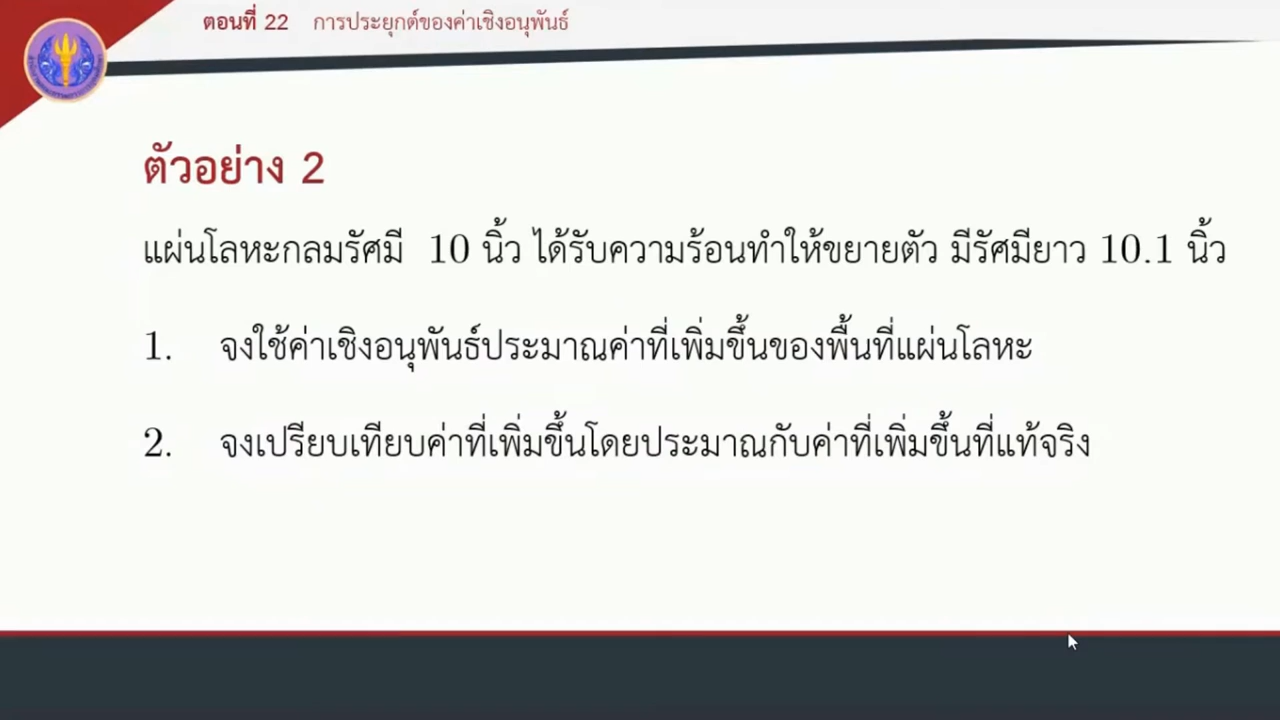 ตอนที่ 22 การประยุกต์ของค่าเชิงอนุพันธ์
ตัวอย่าง 2
แผ่นโลหะกลมรัศมี 10 นิ้ว ได้รับความร้อนทำให้ขยายตัว มีรัศมียาว 10.1 นิ้ว
1. จงใช้ค่าเชิงอนุพันธ์ประมาณค่าที่เพิ่มขึ้นของพื้นที่แผ่นโลหะ
2. จงเปรียบเทียบค่าที่เพิ่มขึ้นโดยประมาณกับค่าที่เพิ่มขึ้นที่แท้จริง